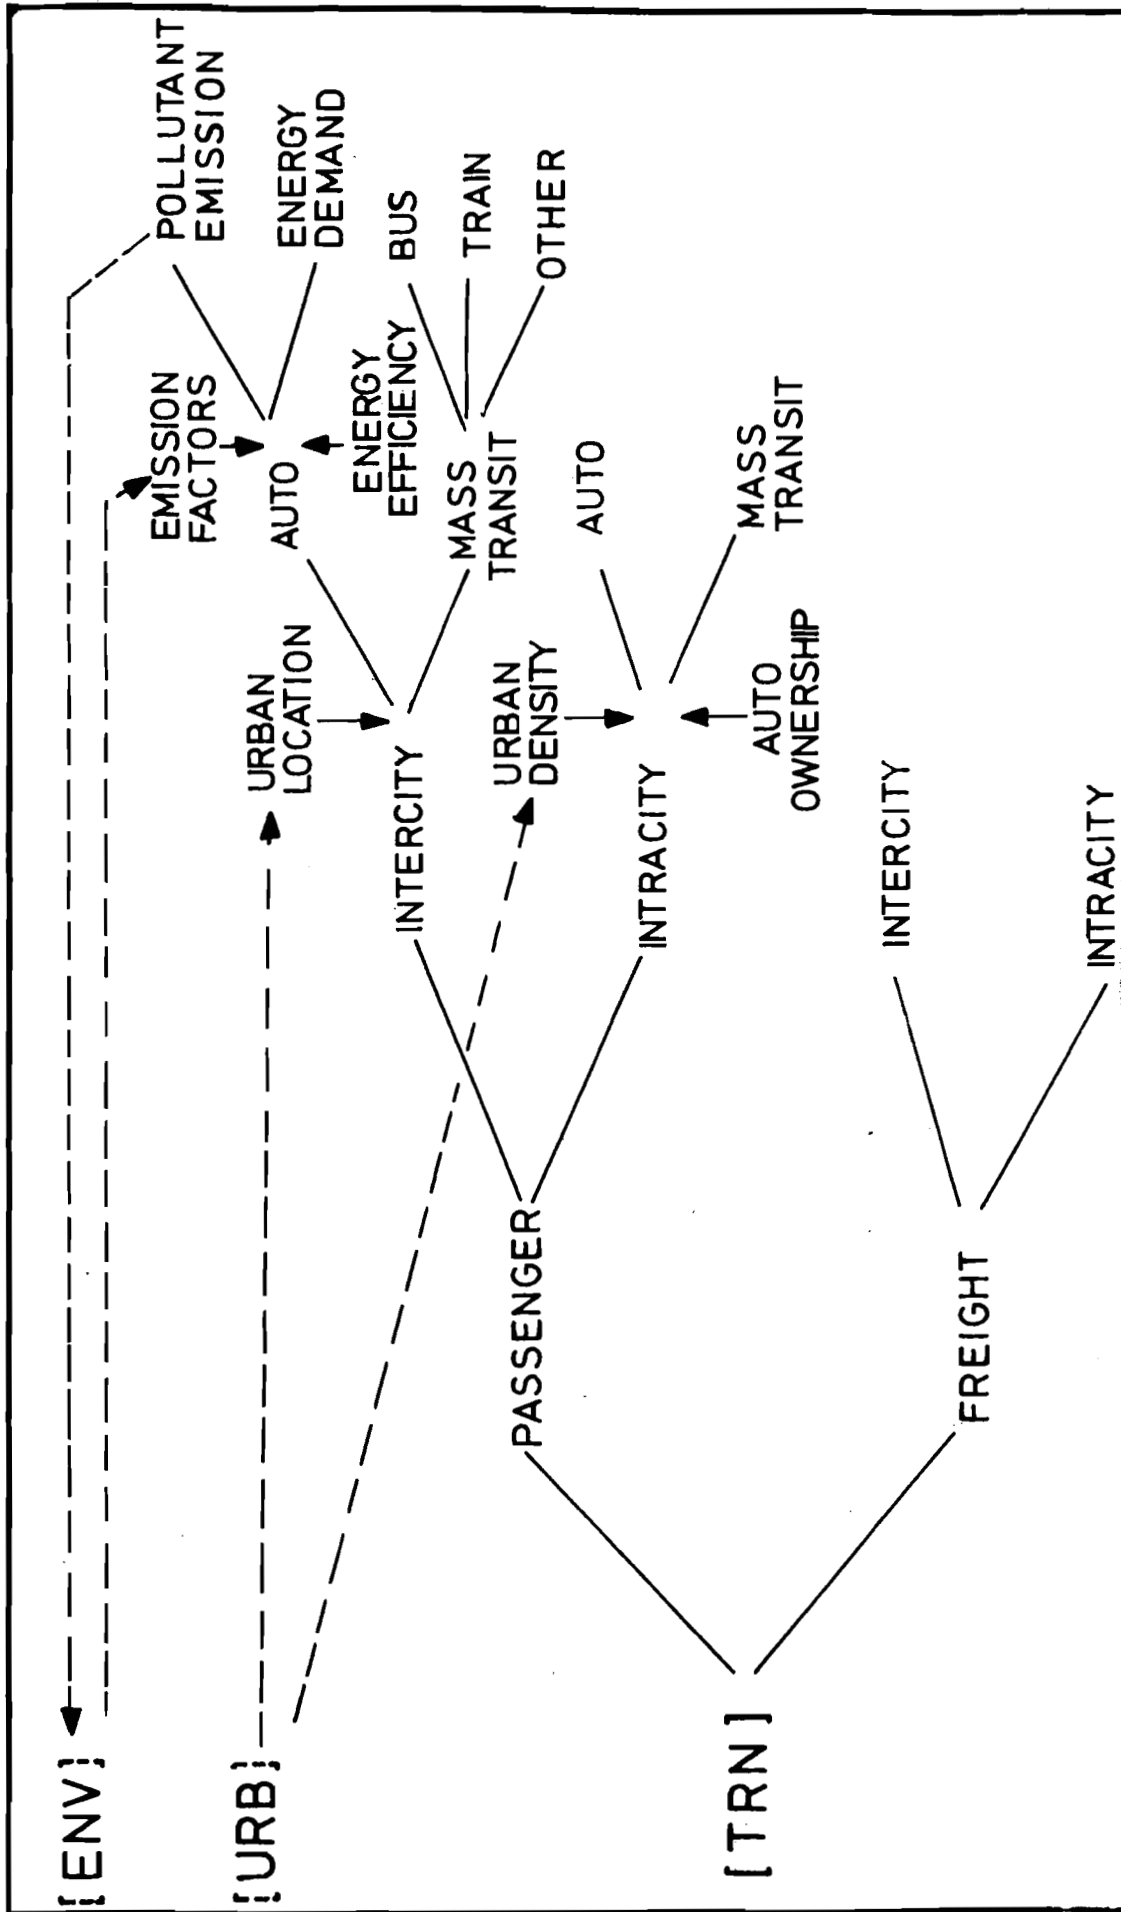 [ENV]
[URB]
[TRN]
PASSENGER
FREIGHT
INTERCITY
INTRACITY
INTERCITY
INTRACITY
URBAN
LOCATION
URBAN
DENSITY
AUTO
OWNERSHIP
EMISSION
FACTORS
AUTO
ENERGY
EFFICIENCY
MASS
TRANSIT
AUTO
MASS
TRANSIT
POLLUTANT
EMISSION
ENERGY
DEMAND
BUS
TRAIN
OTHER